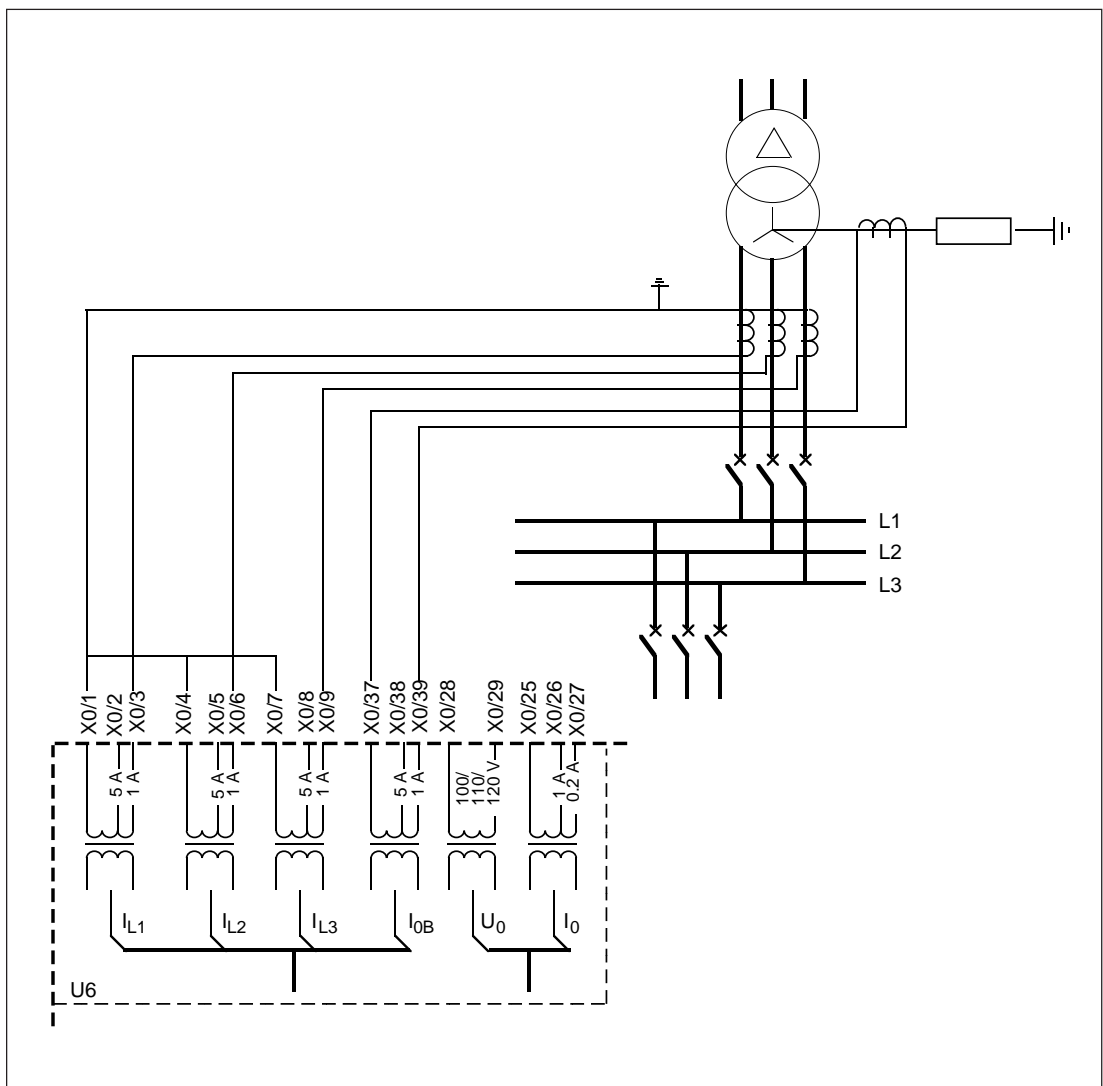 L1
L2
L3
X0/1
X0/2
X0/3
X0/4
X0/5
X0/6
X0/7
X0/8
X0/9
X0/37
X0/38
X0/39
X0/28
X0/29
X0/25
X0/26
X0/27
5 A
1 A
5 A
1 A
5 A
1 A
5 A
1 A
100/
110/
120 V
1 A
0.2 A
IL1
IL2
IL3
I0B
U0
I0
U6